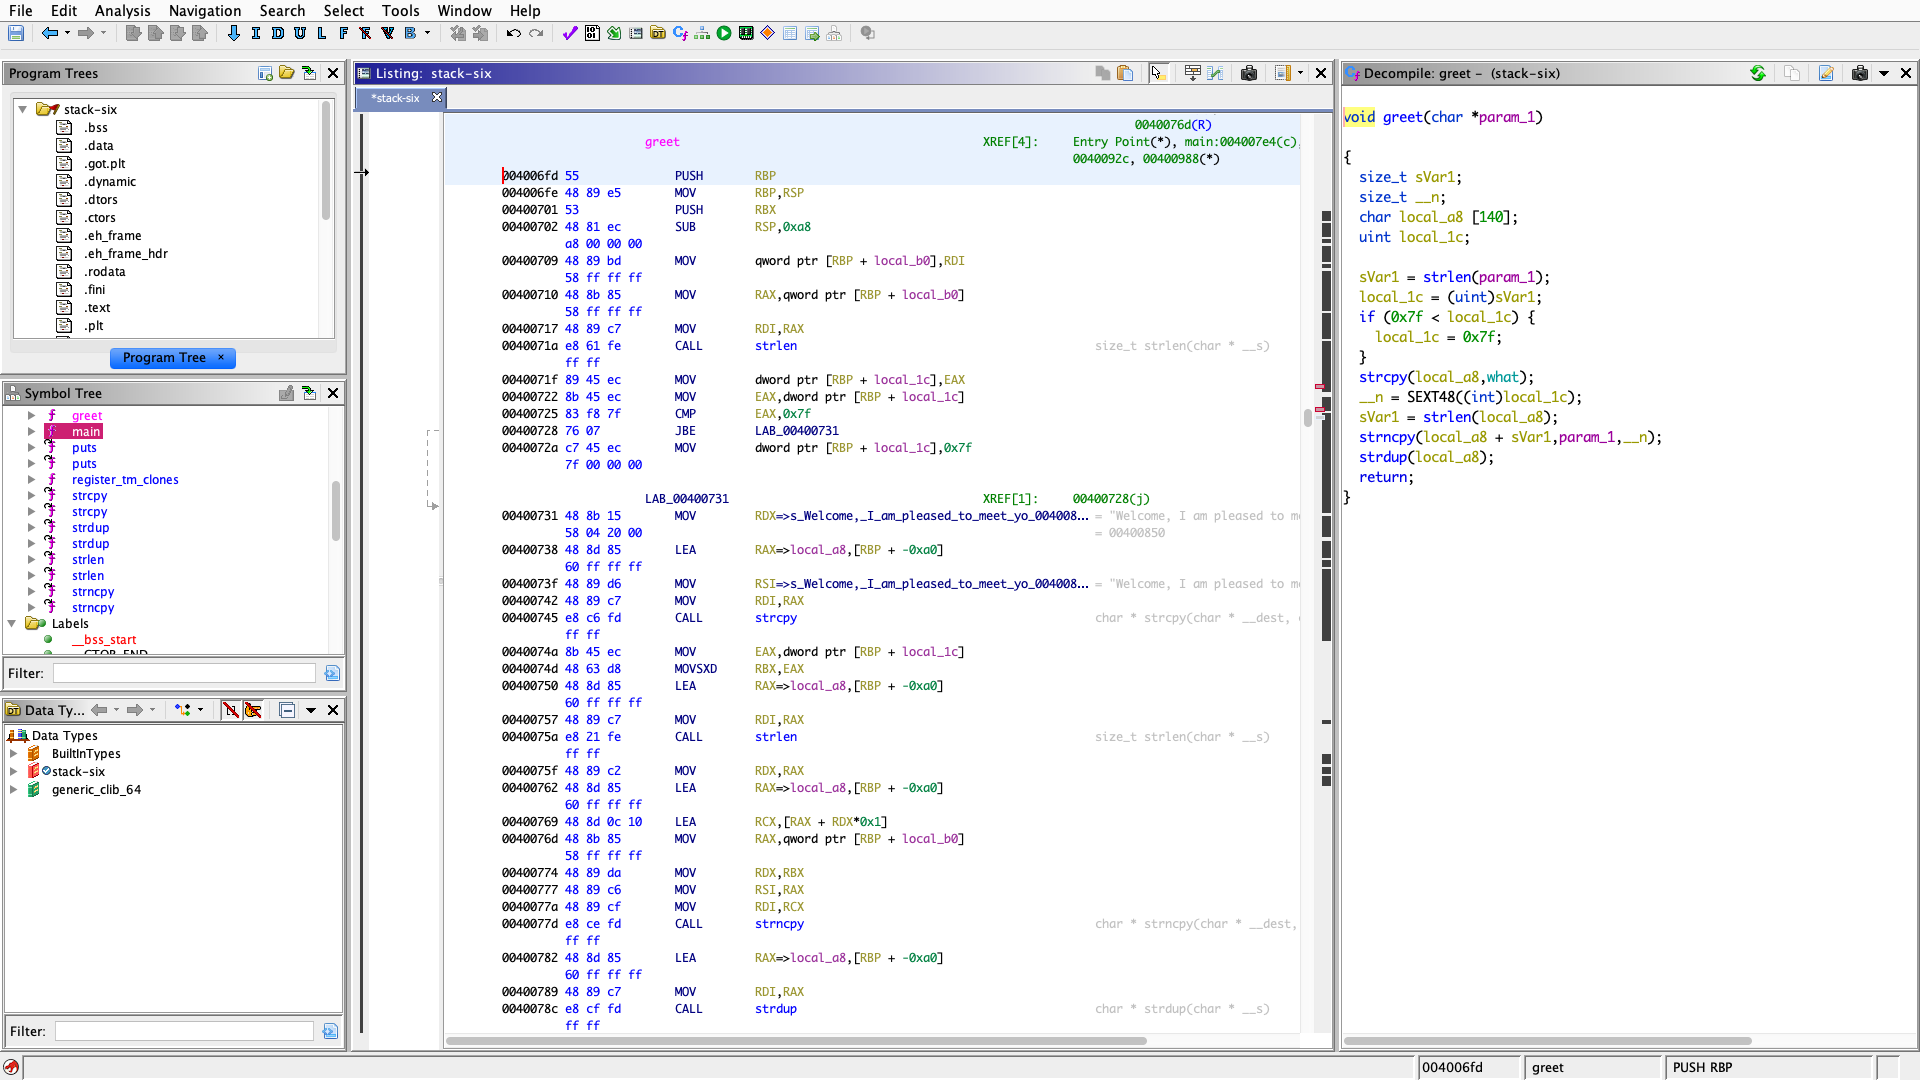 File Edit Analysis Navigation Search Select Tools Window Help
I D U L F B
Program Trees
stack-six
.bss
.data
.got.plt
.dynamic
.dtors
.ctors
.eh_frame
.eh_frame_hdr
.rodata
.fini
.text
.plt
Program Tree ×
Symbol Tree
greet
main
puts
puts
register_tm_clones
strcpy
strcpy
strdup
strdup
strlen
strlen
strncpy
strncpy
Labels
__bss_start
__CTOR_END__
Filter:
Data Ty...
Data Types
BuiltInTypes
stack-six
generic_clib_64
Filter:
Listing: stack-six
*stack-six
0040076d(R)
greet XREF[4]: Entry Point(*), main:004007e4(c),
0040092c, 00400988(*)
004006fd 55 PUSH RBP
004006fe 48 89 e5 MOV RBP,RSP
00400701 53 PUSH RBX
00400702 48 81 ec SUB RSP,0xa8
a8 00 00 00
00400709 48 89 bd MOV qword ptr [RBP + local_b0],RDI
58 ff ff ff
00400710 48 8b 85 MOV RAX,qword ptr [RBP + local_b0]
58 ff ff ff
00400717 48 89 c7 MOV RDI,RAX
0040071a e8 61 fe CALL strlen size_t strlen(char * __s)
ff ff
0040071f 89 45 ec MOV dword ptr [RBP + local_1c],EAX
00400722 8b 45 ec MOV EAX,dword ptr [RBP + local_1c]
00400725 83 f8 7f CMP EAX,0x7f
00400728 76 07 JBE LAB_00400731
0040072a c7 45 ec MOV dword ptr [RBP + local_1c],0x7f
7f 00 00 00
LAB_00400731 XREF[1]: 00400728(j)
00400731 48 8b 15 MOV RDX=>s_Welcome,_I_am_pleased_to_meet_yo_004008... = "Welcome, I am pleased to m
58 04 20 00 = 00400850
00400738 48 8d 85 LEA RAX=>local_a8,[RBP + -0xa0]
60 ff ff ff
0040073f 48 89 d6 MOV RSI=>s_Welcome,_I_am_pleased_to_meet_yo_004008... = "Welcome, I am pleased to m
00400742 48 89 c7 MOV RDI,RAX
00400745 e8 c6 fd CALL strcpy char * strcpy(char * __dest,
ff ff
0040074a 8b 45 ec MOV EAX,dword ptr [RBP + local_1c]
0040074d 48 63 d8 MOVSXD RBX,EAX
00400750 48 8d 85 LEA RAX=>local_a8,[RBP + -0xa0]
60 ff ff ff
00400757 48 89 c7 MOV RDI,RAX
0040075a e8 21 fe CALL strlen size_t strlen(char * __s)
ff ff
0040075f 48 89 c2 MOV RDX,RAX
00400762 48 8d 85 LEA RAX=>local_a8,[RBP + -0xa0]
60 ff ff ff
00400769 48 8d 0c 10 LEA RCX,[RAX + RDX*0x1]
0040076d 48 8b 85 MOV RAX,qword ptr [RBP + local_b0]
58 ff ff ff
00400774 48 89 da MOV RDX,RBX
00400777 48 89 c6 MOV RSI,RAX
0040077a 48 89 cf MOV RDI,RCX
0040077d e8 ce fd CALL strncpy char * strncpy(char * __dest,
ff ff
00400782 48 8d 85 LEA RAX=>local_a8,[RBP + -0xa0]
60 ff ff ff
00400789 48 89 c7 MOV RDI,RAX
0040078c e8 cf fd CALL strdup char * strdup(char * __s)
ff ff
Decompile: greet - (stack-six)
void greet(char *param_1)
{
size_t sVar1;
size_t __n;
char local_a8 [140];
uint local_1c;
sVar1 = strlen(param_1);
local_1c = (uint)sVar1;
if (0x7f < local_1c) {
local_1c = 0x7f;
}
strcpy(local_a8,what);
__n = SEXT48((int)local_1c);
sVar1 = strlen(local_a8);
strncpy(local_a8 + sVar1,param_1,__n);
strdup(local_a8);
return;
}
004006fd greet PUSH RBP